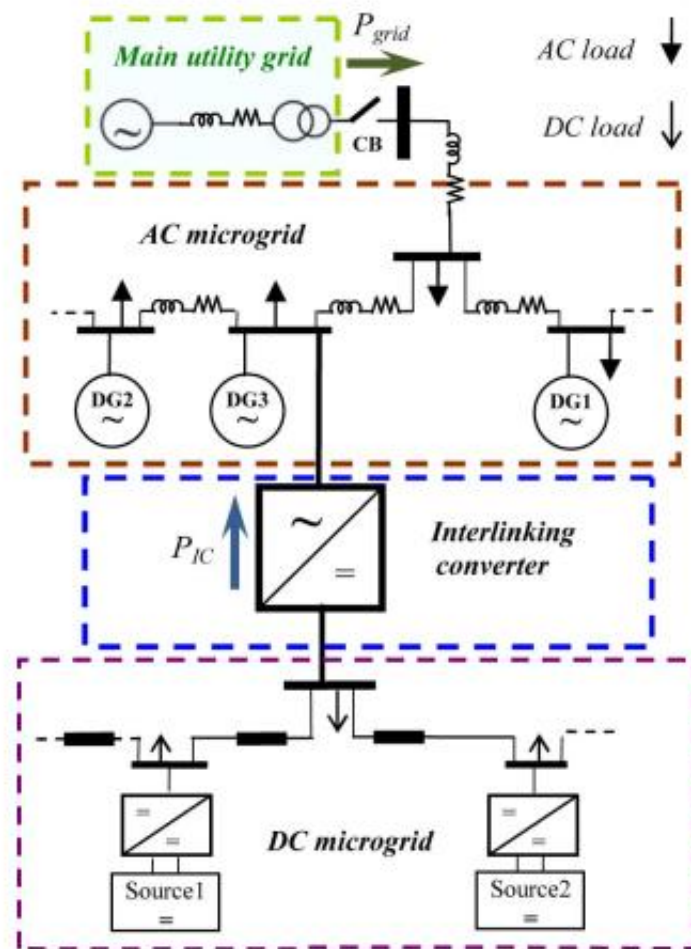 P_grid
Main utility grid
AC load
~
CB
DC load
AC microgrid
DG2
~
DG3
~
DG1
~
~
=
P_IC
Interlinking
converter
=
=
=
=
DC microgrid
Source1
=
Source2
=